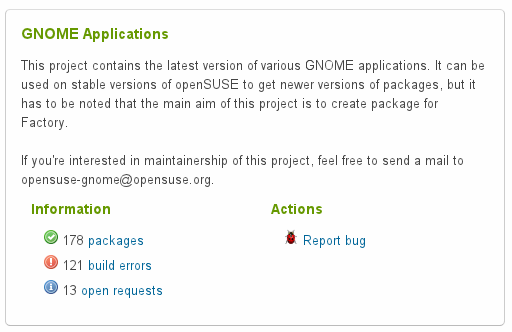 GNOME Applications
This project contains the latest version of various GNOME applications. It can be
used on stable versions of openSUSE to get newer versions of packages, but it
has to be noted that the main aim of this project is to create package for
Factory.
If you're interested in maintainership of this project, feel free to send a mail to
opensuse-gnome@opensuse.org.
Information
178 packages
121 build errors
13 open requests
Actions
Report bug